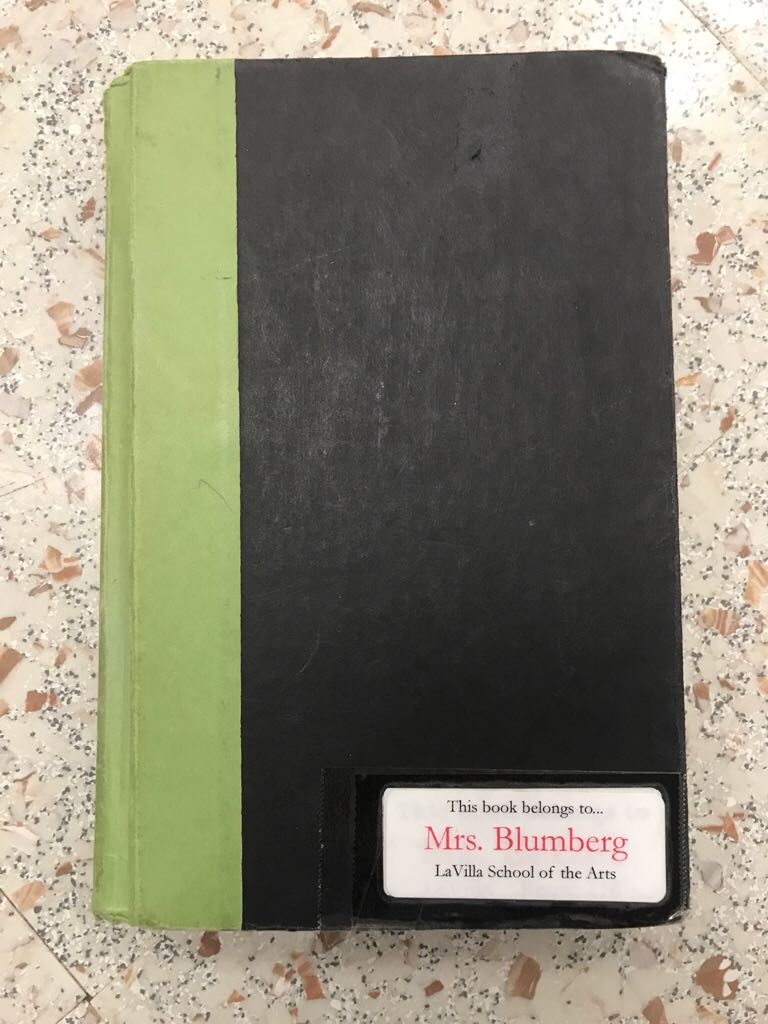 This book belongs to...
Mrs. Blumberg
LaVilla School of the Arts